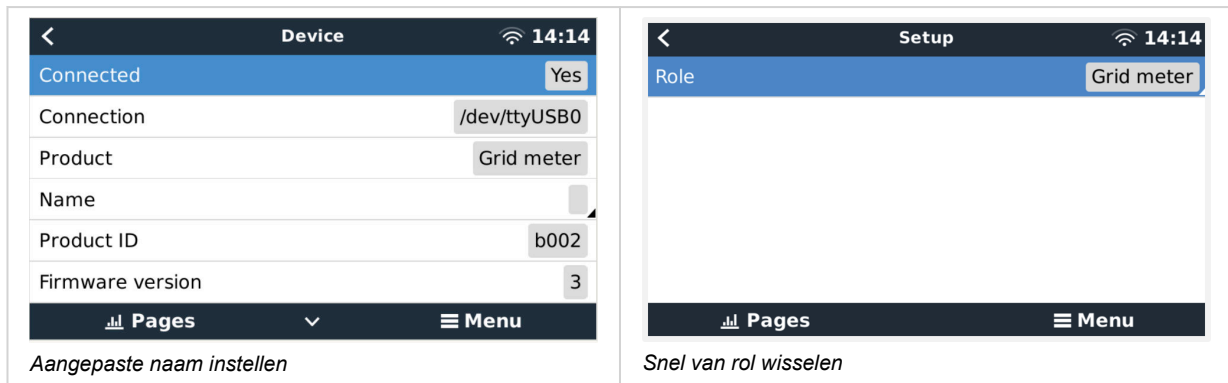 Device 14:14
Connected Yes
Connection /dev/ttyUSB0
Product Grid meter
Name
Product ID b002
Firmware version 3
Pages Menu
Aangepaste naam instellen
Setup 14:14
Role Grid meter
Pages Menu
Snel van rol wisselen